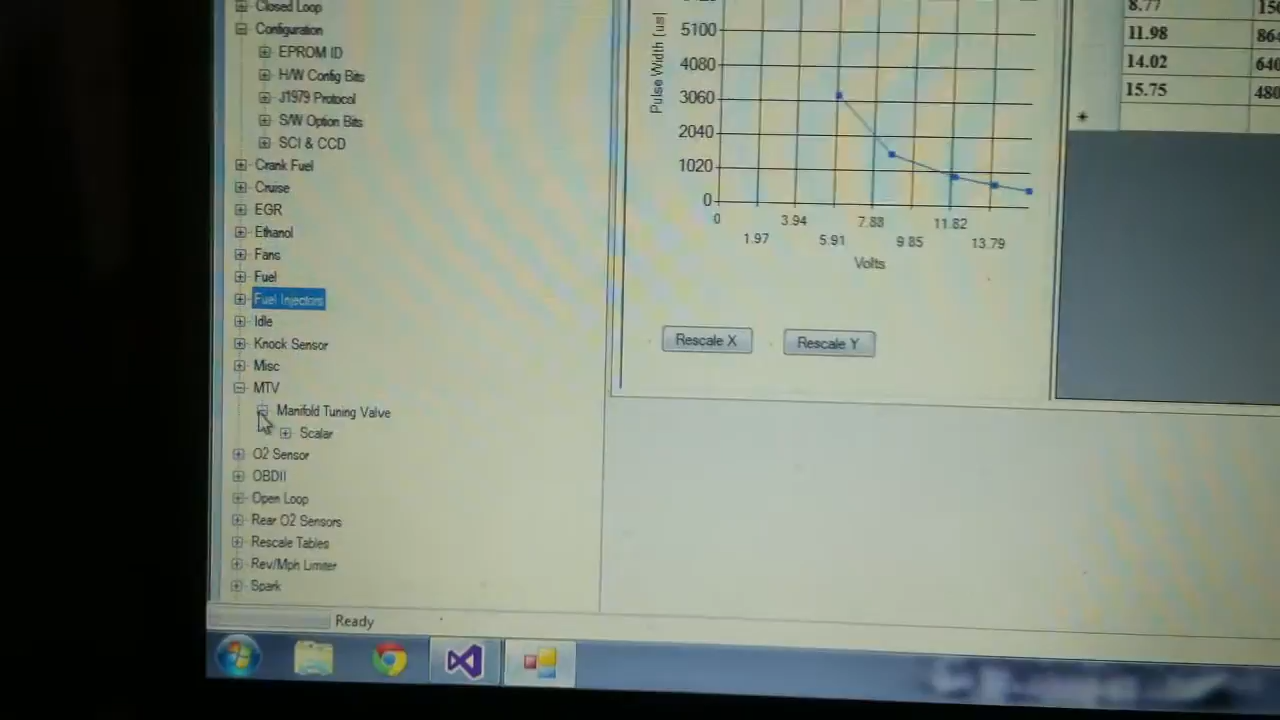 Closed Loop
Configuration
EPROM ID
H/W Config Bits
J1979 Protocol
S/W Option Bits
SCI & CCD
Crank Fuel
Cruise
EGR
Ethanol
Fans
Fuel
Fuel Injectors
Idle
Knock Sensor
Misc
MTV
Manifold Tuning Valve
Scalar
O2 Sensor
OBDII
Open Loop
Rear O2 Sensors
Rescale Tables
Rev/Mph Limiter
Spark
Ready
Pulse Width [us]
5100
4080
3060
2040
1020
0
0
3.94
7.88
11.82
1.97
5.91
9.85
13.79
Volts
Rescale X
Rescale Y
8.77
11.98
14.02
15.75